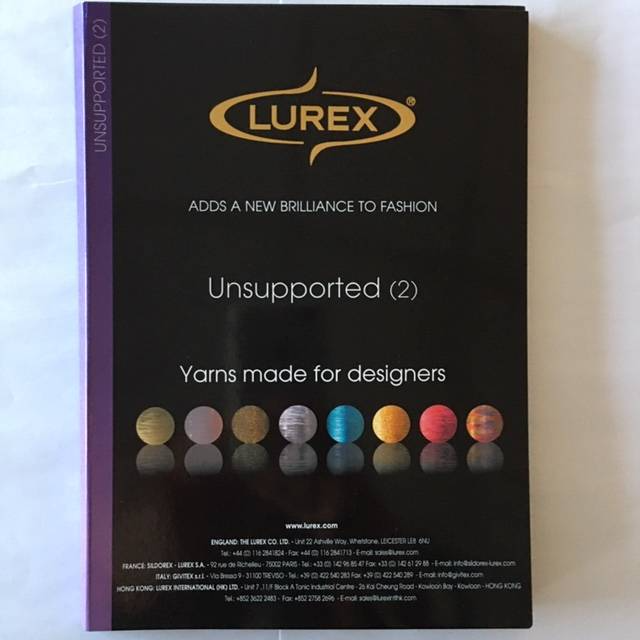 UNSUPPORTED (2)
LUREX®
ADDS A NEW BRILLIANCE TO FASHION
Unsupported (2)
Yarns made for designers
www.lurex.com
ENGLAND: THE LUREX CO. LTD. - Unit 22 Ashville Way, Whetstone, LEICESTER LE8 6NU
Tel.: +44 (0) 116 2841824 - Fax: +44 (0) 116 2841713 - E-mail: sales@lurex.com
FRANCE: SILDOREX - LUREX S.A. - 92 rue de Richelieu - 75002 PARIS - Tel.: +33 (0) 142 96 85 47 Fax: +33 (0) 142 61 29 88 - E-mail: info@sildorex-lurex.com
ITALY: GIVITEX s.r.l. - Via Bressa 9 - 31100 TREVISO - Tel.: +39 (0) 422 540 283 Fax: +39 (0) 422 540 289 - E-mail: info@givitex.com
HONG KONG: LUREX INTERNATIONAL (HK) LTD. - Unit 7, 11/F Block A Tonic Industrial Centre - 26 Kai Cheung Road - Kowloon Bay - Kowloon - HONG KONG
Tel.: +852 3622 2483 - Fax: +852 2758 2696 - E-mail: sales@lurexinthk.com